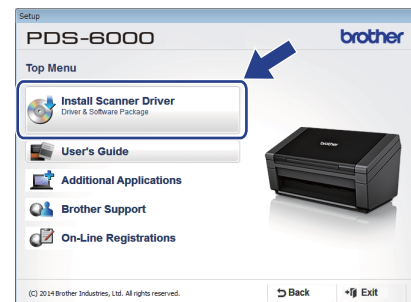 Setup
PDS-6000
brother
Top Menu
Install Scanner Driver
Driver & Software Package
User's Guide
Additional Applications
Brother Support
On-Line Registrations
brother
(C) 2014 Brother Industries, Ltd. All rights reserved.
Back
Exit